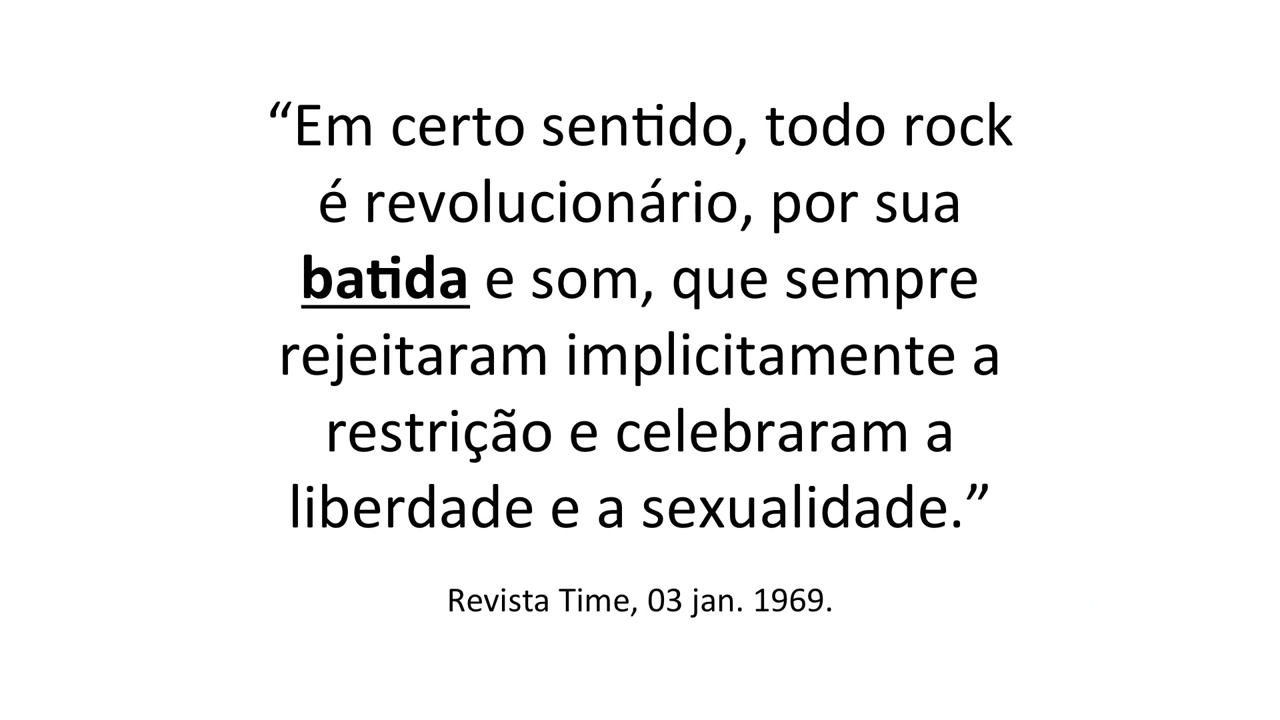 “Em certo sentido, todo rock
é revolucionário, por sua
batida e som, que sempre
rejeitaram implicitamente a
restrição e celebraram a
liberdade e a sexualidade.”
Revista Time, 03 jan. 1969.